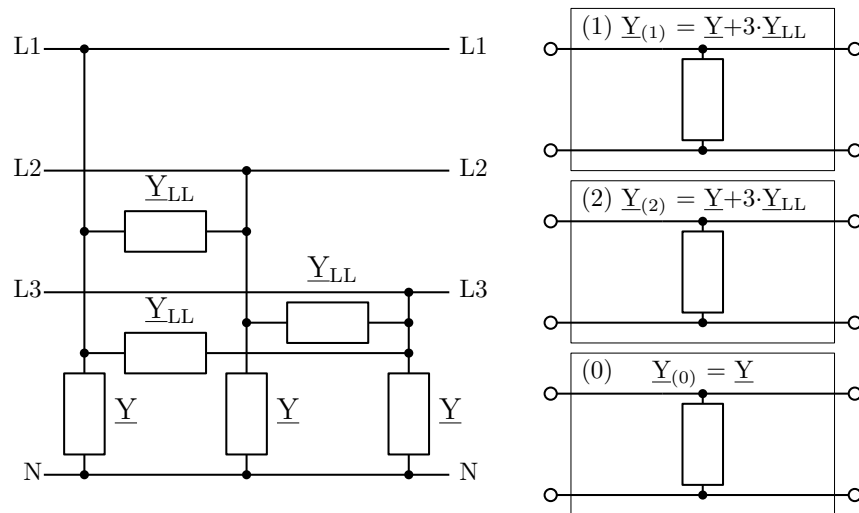 L1 L1
L2 L2
Y_LL
Y_LL
L3 L3
Y_LL
Y Y Y
N N
(1) Y_(1) = Y+3·Y_LL
(2) Y_(2) = Y+3·Y_LL
(0) Y_(0) = Y